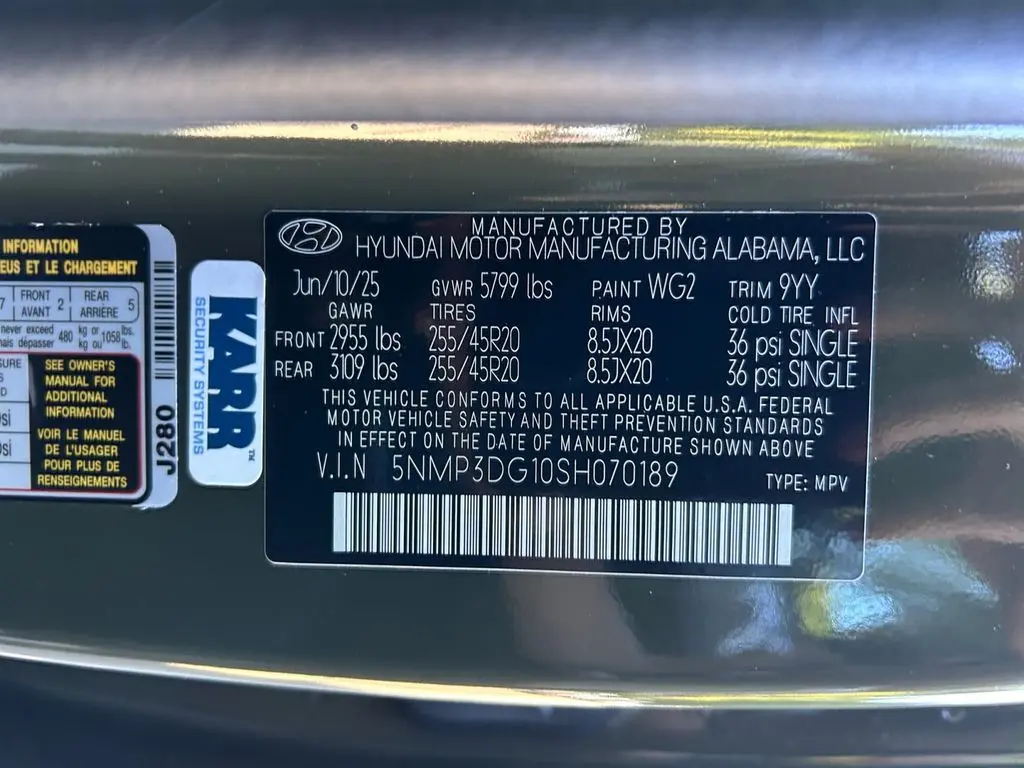 INFORMATION
EUS ET LE CHARGEMENT
7 FRONT 2 REAR 5
AVANT ARRIÈRE
never exceed 480 kg or 1058 lbs.
mais dépasser kg ou lb.
SEE OWNER'S
MANUAL FOR
ADDITIONAL
INFORMATION
VOIR LE MANUEL
DE L'USAGER
POUR PLUS DE
RENSEIGNEMENTS
J280
KARR™
SECURITY SYSTEMS
MANUFACTURED BY
HYUNDAI MOTOR MANUFACTURING ALABAMA, LLC
Jun/10/25 GVWR 5799 lbs PAINT WG2 TRIM 9YY
GAWR TIRES RIMS COLD TIRE INFL
FRONT 2955 lbs 255/45R20 8.5JX20 36 psi SINGLE
REAR 3109 lbs 255/45R20 8.5JX20 36 psi SINGLE
THIS VEHICLE CONFORMS TO ALL APPLICABLE U.S.A. FEDERAL
MOTOR VEHICLE SAFETY AND THEFT PREVENTION STANDARDS
IN EFFECT ON THE DATE OF MANUFACTURE SHOWN ABOVE
V.I.N 5NMP3DG10SH070189 TYPE: MPV